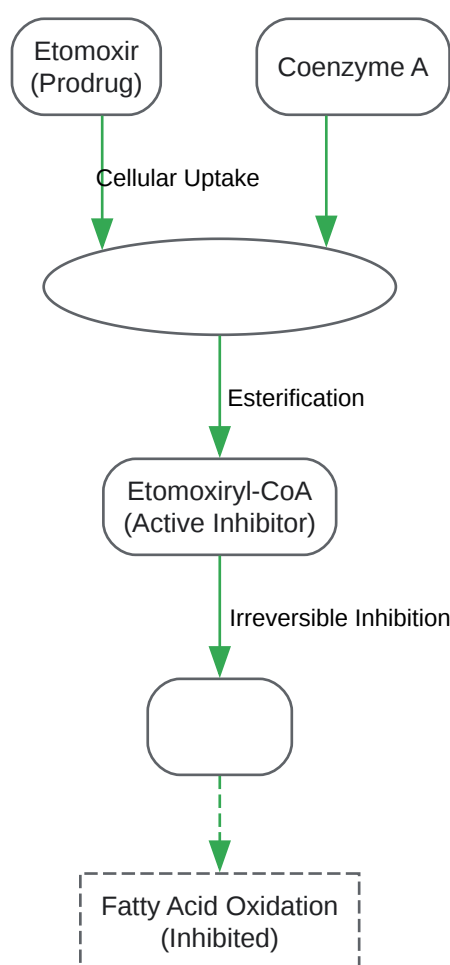 Etomoxir
(Prodrug)
Coenzyme A
Cellular Uptake
Esterification
Etomoxiryl-CoA
(Active Inhibitor)
Irreversible Inhibition
Fatty Acid Oxidation
(Inhibited)